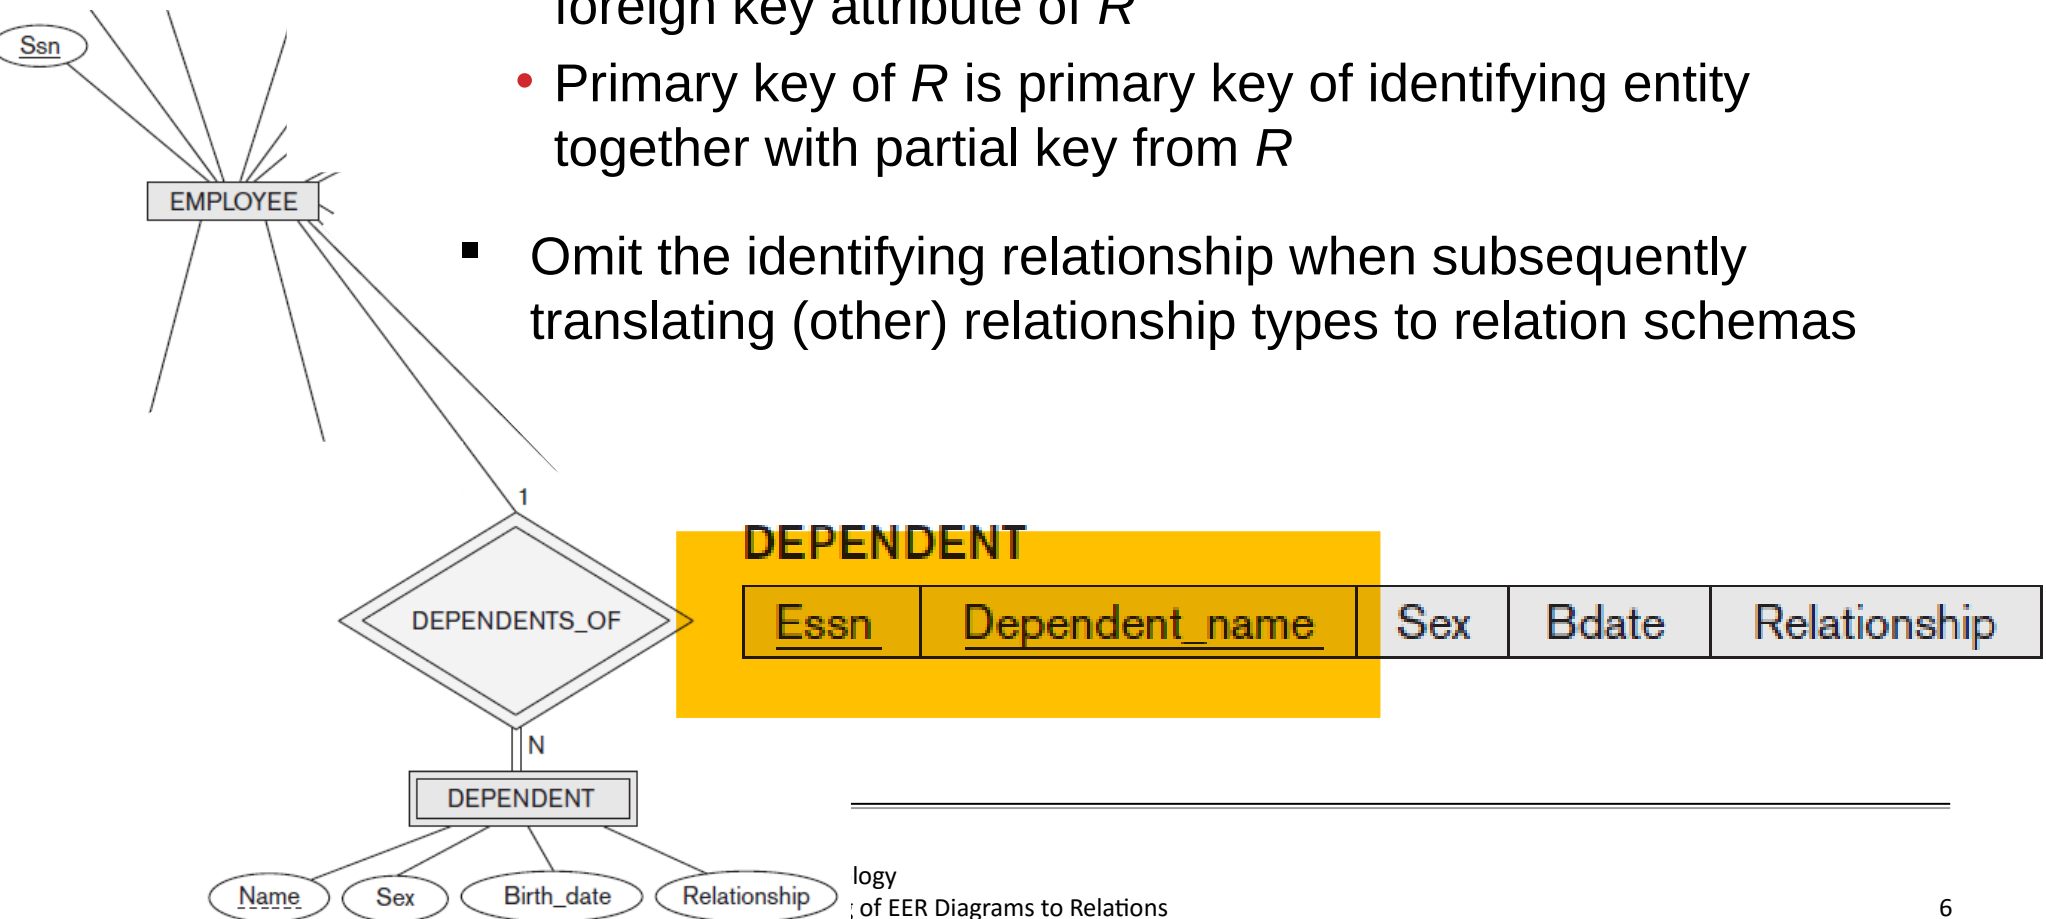 foreign key attribute of R
Ssn
• Primary key of R is primary key of identifying entity
together with partial key from R
EMPLOYEE
▪ Omit the identifying relationship when subsequently
translating (other) relationship types to relation schemas
1
DEPENDENTS_OF
N
DEPENDENT
Name Sex Birth_date Relationship
DEPENDENT
Essn Dependent_name Sex Bdate Relationship
logy
of EER Diagrams to Relations
6